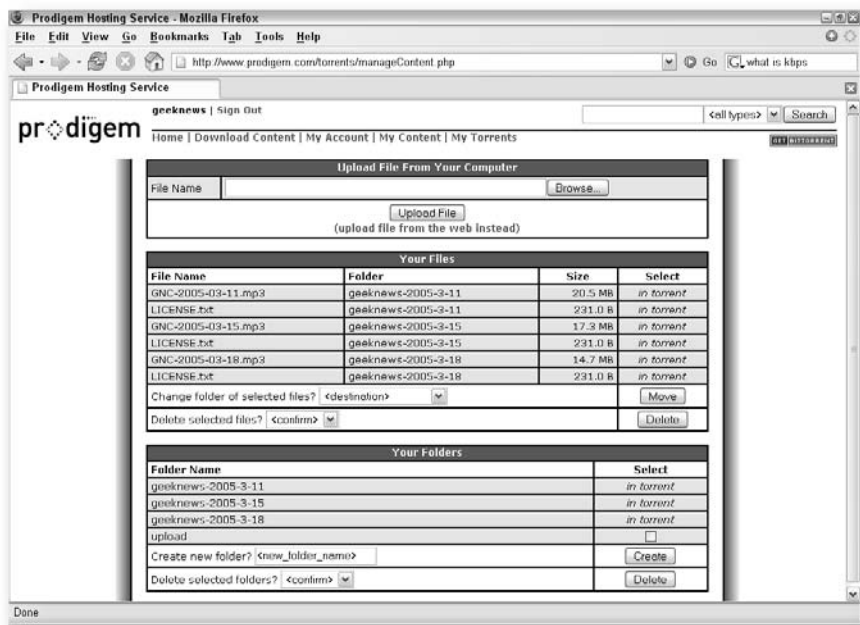 Prodigem Hosting Service - Mozilla Firefox
File Edit View Go Bookmarks Tab Tools Help
http://www.prodigem.com/torrents/manageContent.php Go G what is kbps
Prodigem Hosting Service
prodigem
geeknews | Sign Out
<all types> Search
Home | Download Content | My Account | My Content | My Torrents
GET BITTORRENT
Upload File From Your Computer
File Name Browse...
Upload File
(upload file from the web instead)
Your Files
File Name Folder Size Select
GNC-2005-03-11.mp3 geeknews-2005-3-11 20.5 MB in torrent
LICENSE.txt geeknews-2005-3-11 231.0 B in torrent
GNC-2005-03-15.mp3 geeknews-2005-3-15 17.3 MB in torrent
LICENSE.txt geeknews-2005-3-15 231.0 B in torrent
GNC-2005-03-18.mp3 geeknews-2005-3-18 14.7 MB in torrent
LICENSE.txt geeknews-2005-3-18 231.0 B in torrent
Change folder of selected files? <destination> Move
Delete selected files? <confirm> Delete
Your Folders
Folder Name Select
geeknews-2005-3-11 in torrent
geeknews-2005-3-15 in torrent
geeknews-2005-3-18 in torrent
upload
Create new folder? <new_folder_name> Create
Delete selected folders? <confirm> Delete
Done